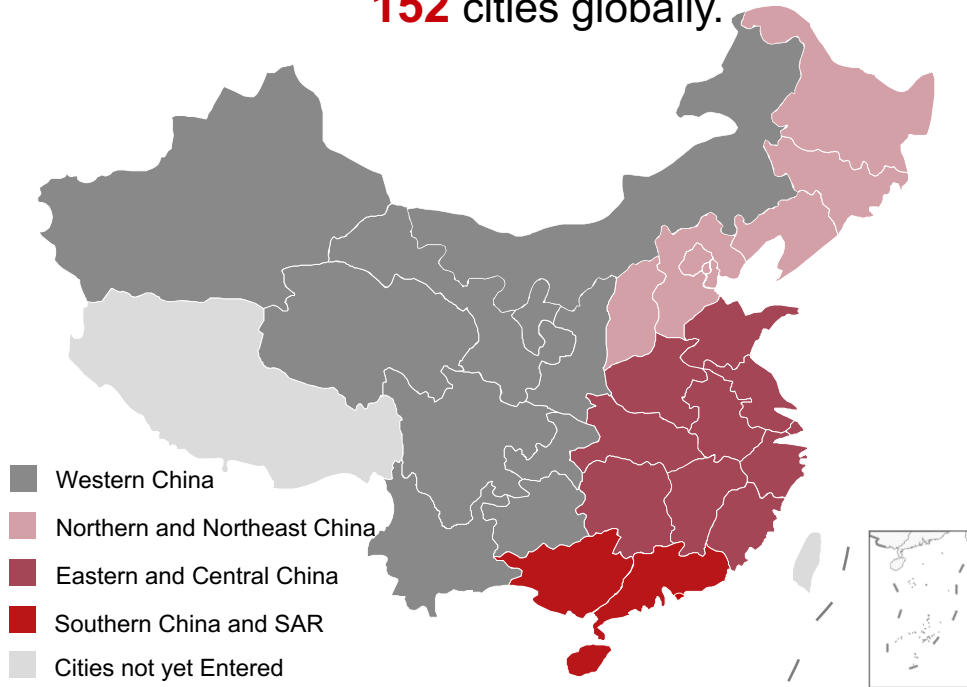 152 cities globally.
Western China
Northern and Northeast China
Eastern and Central China
Southern China and SAR
Cities not yet Entered